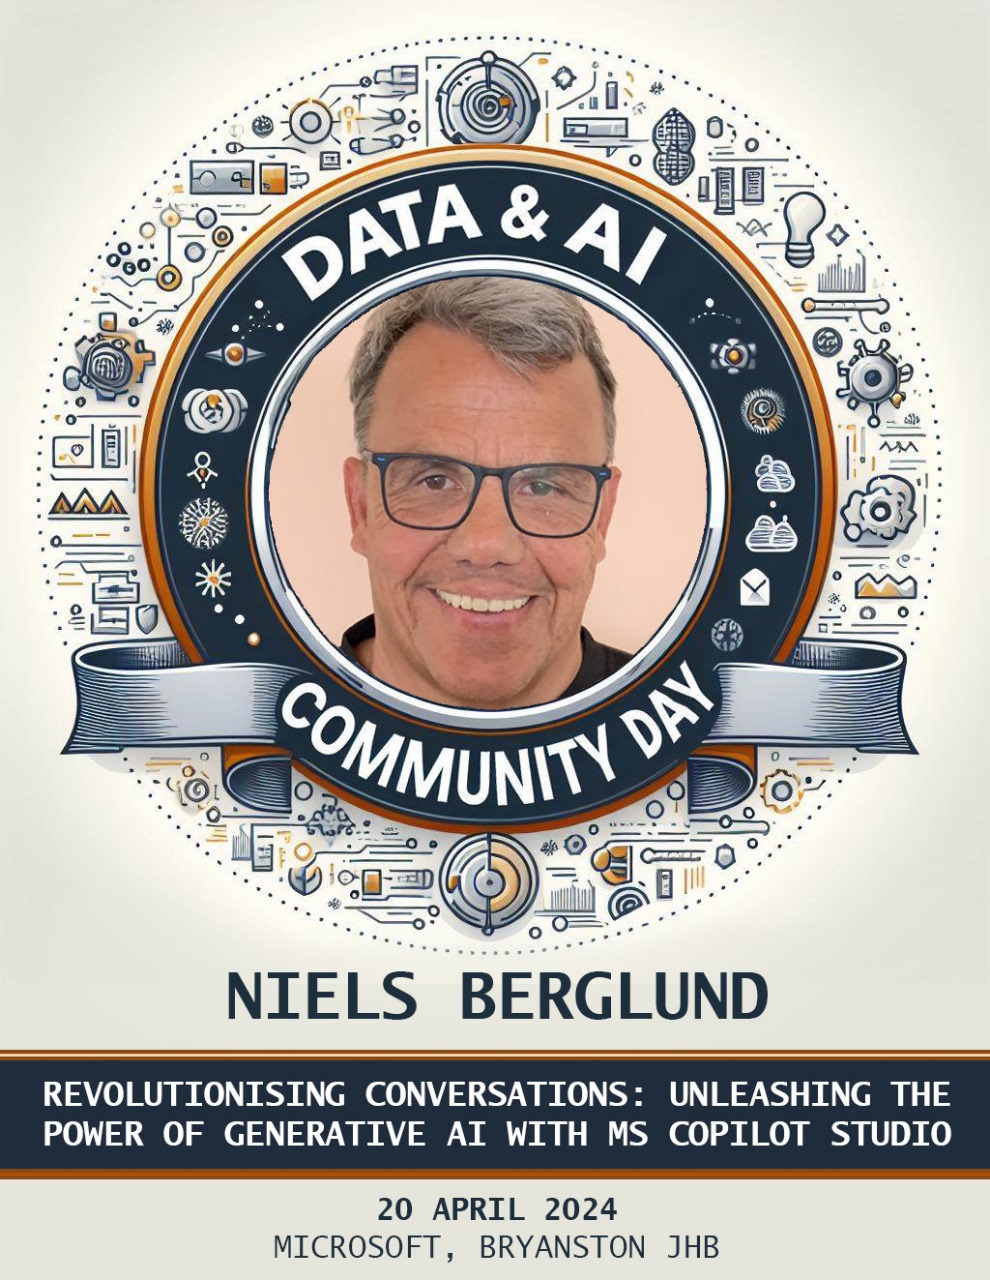 DATA & AI
COMMUNITY DAY
NIELS BERGLUND
REVOLUTIONISING CONVERSATIONS: UNLEASHING THE
POWER OF GENERATIVE AI WITH MS COPILOT STUDIO
20 APRIL 2024
MICROSOFT, BRYANSTON JHB